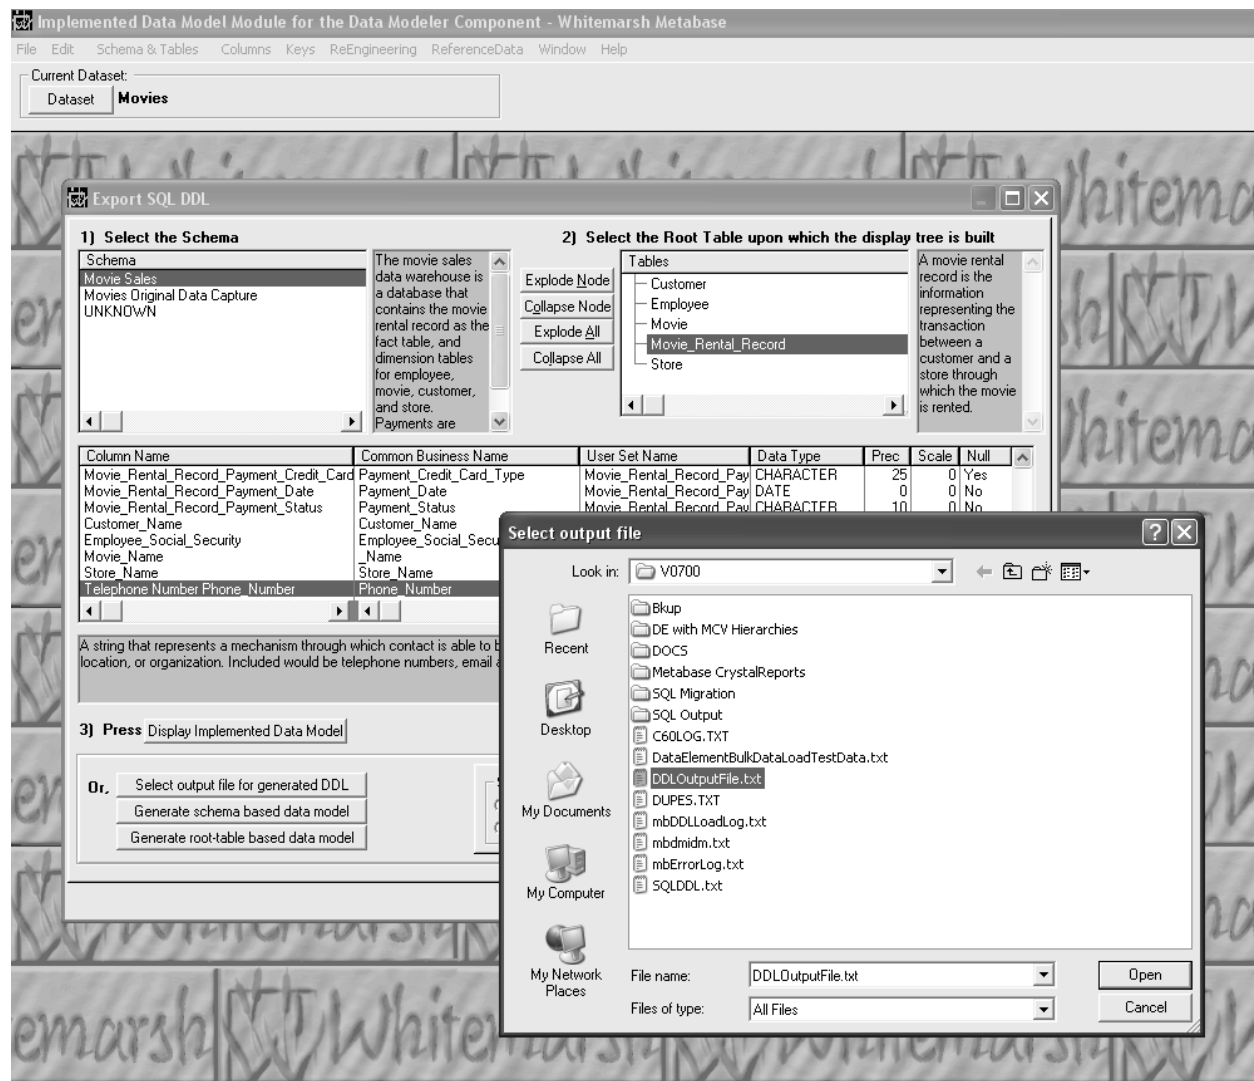 Implemented Data Model Module for the Data Modeler Component - Whitemarsh Metabase
File Edit Schema & Tables Columns Keys ReEngineering ReferenceData Window Help
Current Dataset:
Dataset Movies
Export SQL DDL
1) Select the Schema
2) Select the Root Table upon which the display tree is built
Schema
Movie Sales
Movies Original Data Capture
UNKNOWN
The movie sales
data warehouse is
a database that
contains the movie
rental record as the
fact table, and
dimension tables
for employee,
movie, customer,
and store.
Payments are
Explode Node
Collapse Node
Explode All
Collapse All
Tables
Customer
Employee
Movie
Movie_Rental_Record
Store
A movie rental
record is the
information
representing the
transaction
between a
customer and a
store through
which the movie
is rented.
Column Name Common Business Name User Set Name Data Type Prec Scale Null
Movie_Rental_Record_Payment_Credit_Card Payment_Credit_Card_Type Movie_Rental_Record_Pay CHARACTER 25 0 Yes
Movie_Rental_Record_Payment_Date Payment_Date Movie_Rental_Record_Pay DATE 0 0 No
Movie_Rental_Record_Payment_Status Payment_Status Movie_Rental_Record_Pay CHARACTER 10 0 No
Customer_Name Customer_Name
Employee_Social_Security Employee_Social_Secu
Movie_Name _Name
Store_Name Store_Name
Telephone Number Phone_Number Phone_Number
A string that represents a mechanism through which contact is able to b
location, or organization. Included would be telephone numbers, email
3) Press Display Implemented Data Model
Or, Select output file for generated DDL
Generate schema based data model
Generate root-table based data model
Select output file
Look in: V0700
Recent
Desktop
My Documents
My Computer
My Network
Places
Bkup
DE with MCV Hierarchies
DOCS
Metabase CrystalReports
SQL Migration
SQL Output
C60LOG.TXT
DataElementBulkDataLoadTestData.txt
DDLOutputFile.txt
DUPES.TXT
mbDDLLoadLog.txt
mbdmidm.txt
mbErrorLog.txt
SQLDDL.txt
File name: DDLOutputFile.txt Open
Files of type: All Files Cancel